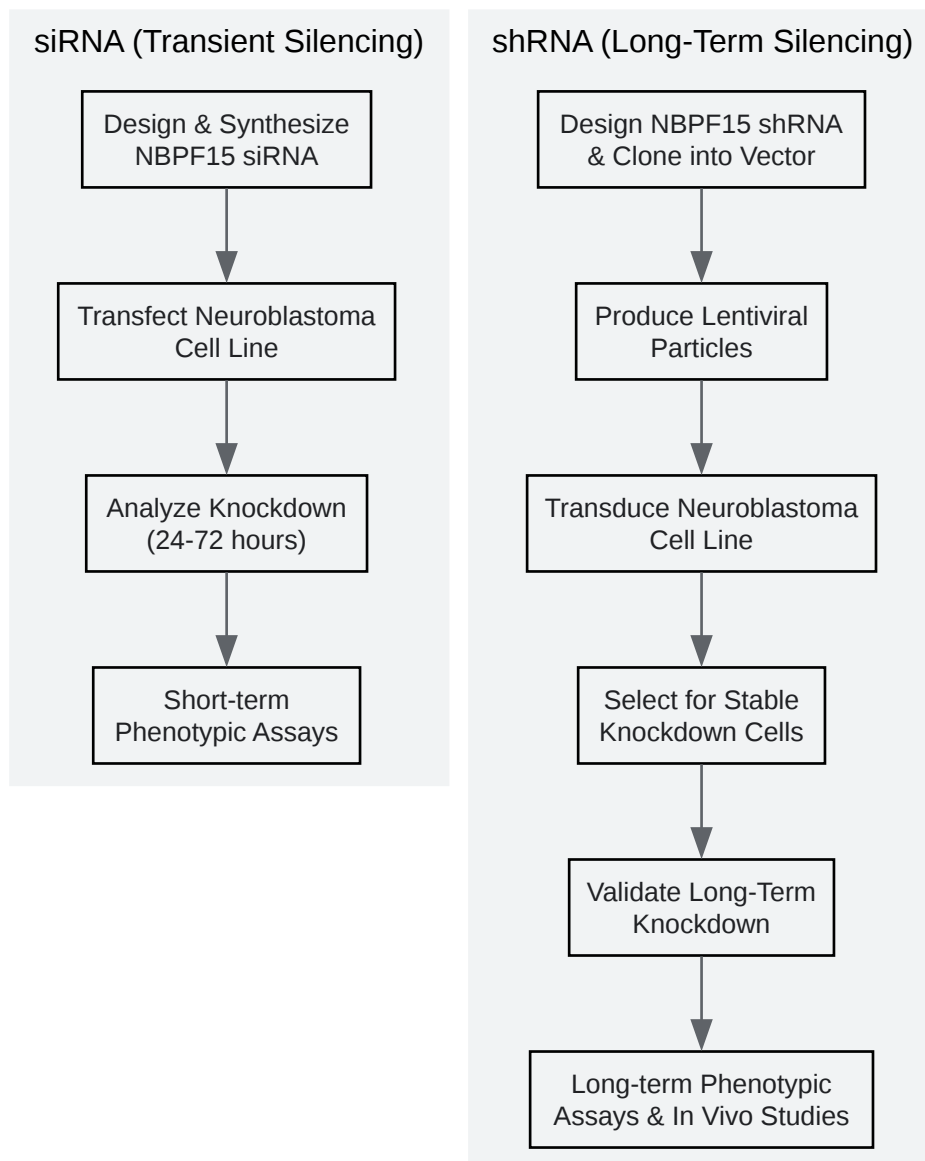 siRNA (Transient Silencing)
Design & Synthesize
NBPF15 siRNA
Transfect Neuroblastoma
Cell Line
Analyze Knockdown
(24-72 hours)
Short-term
Phenotypic Assays
shRNA (Long-Term Silencing)
Design NBPF15 shRNA
& Clone into Vector
Produce Lentiviral
Particles
Transduce Neuroblastoma
Cell Line
Select for Stable
Knockdown Cells
Validate Long-Term
Knockdown
Long-term Phenotypic
Assays & In Vivo Studies